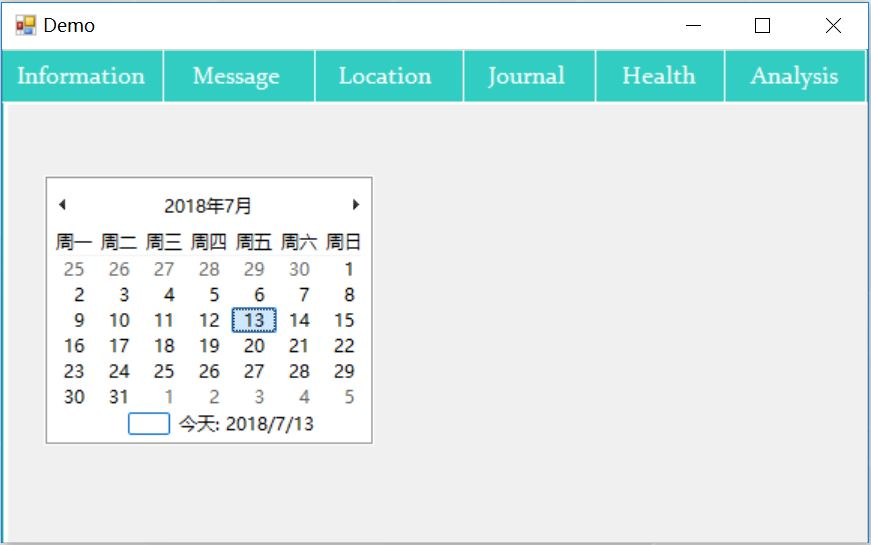 Demo
Information Message Location Journal Health Analysis
2018年7月
周一 周二 周三 周四 周五 周六 周日
25 26 27 28 29 30 1
2 3 4 5 6 7 8
9 10 11 12 13 14 15
16 17 18 19 20 21 22
23 24 25 26 27 28 29
30 31 1 2 3 4 5
今天: 2018/7/13